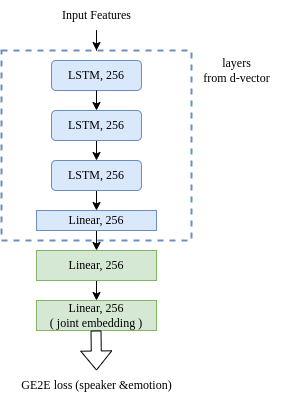 Input Features
layers
from d-vector
LSTM, 256
LSTM, 256
LSTM, 256
Linear, 256
Linear, 256
Linear, 256
( joint embedding )
GE2E loss (speaker &emotion)